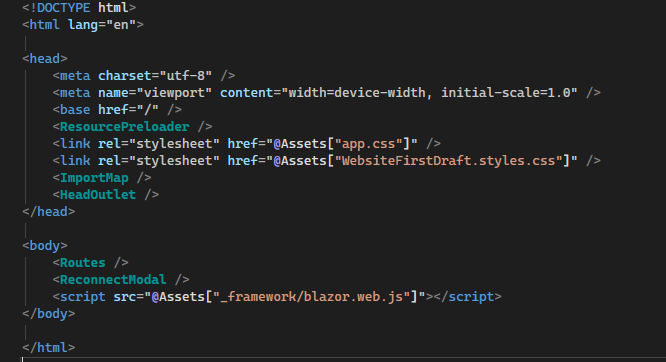 <!DOCTYPE html>
<html lang="en">
<head>
<meta charset="utf-8" />
<meta name="viewport" content="width=device-width, initial-scale=1.0" />
<base href="/" />
<ResourcePreloader />
<link rel="stylesheet" href="@Assets["app.css"]" />
<link rel="stylesheet" href="@Assets["WebsiteFirstDraft.styles.css"]" />
<ImportMap />
<HeadOutlet />
</head>
<body>
<Routes />
<ReconnectModal />
<script src="@Assets["_framework/blazor.web.js"]"></script>
</body>
</html>